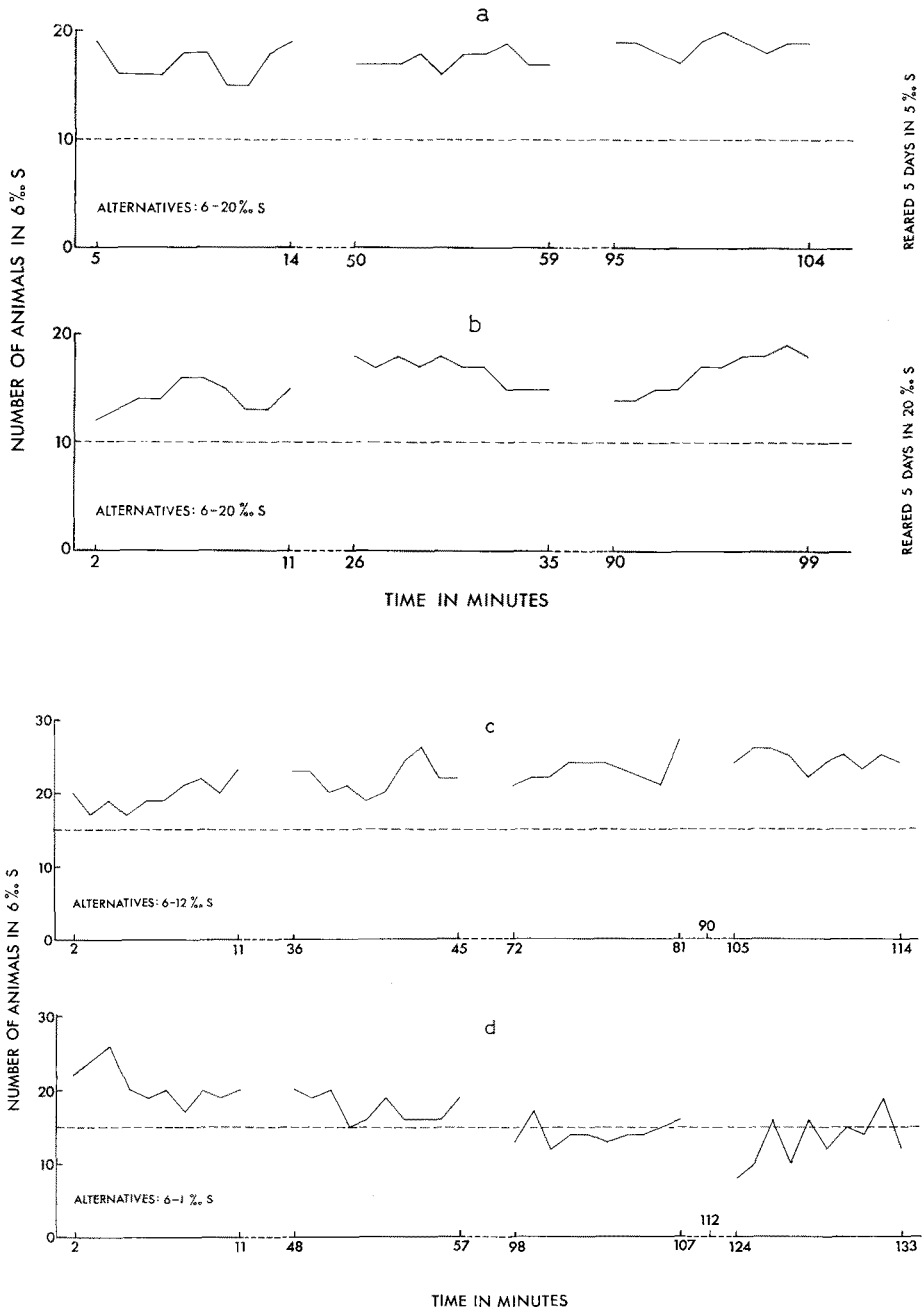 a
20
10
0
ALTERNATIVES: 6-20‰ S
5 14 50 59 95 104
REARED 5 DAYS IN 5‰ S
NUMBER OF ANIMALS IN 6‰ S
b
20
10
0
ALTERNATIVES: 6-20‰ S
2 11 26 35 90 99
REARED 5 DAYS IN 20‰ S
TIME IN MINUTES
c
30
20
10
0
ALTERNATIVES: 6-12‰ S
90
2 11 36 45 72 81 105 114
NUMBER OF ANIMALS IN 6‰ S
d
30
20
10
0
ALTERNATIVES: 6-1‰ S
112
2 11 48 57 98 107 124 133
TIME IN MINUTES